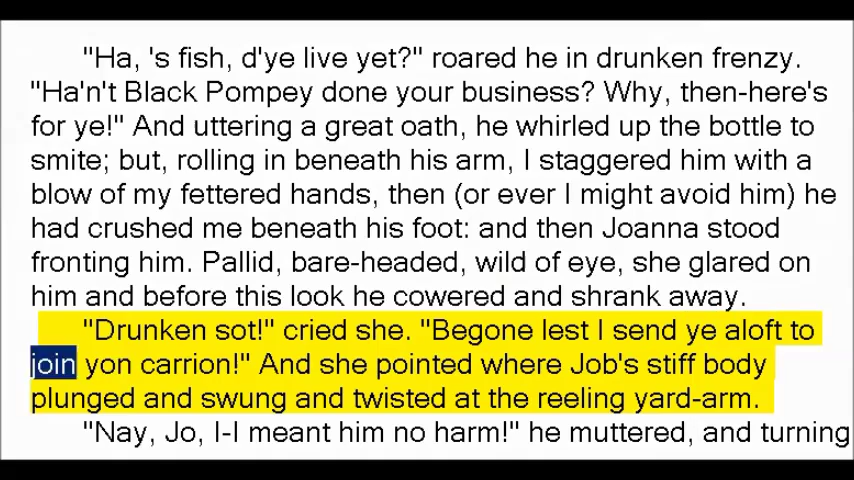 "Ha, 's fish, d'ye live yet?" roared he in drunken frenzy.
"Ha'n't Black Pompey done your business? Why, then-here's
for ye!" And uttering a great oath, he whirled up the bottle to
smite; but, rolling in beneath his arm, I staggered him with a
blow of my fettered hands, then (or ever I might avoid him) he
had crushed me beneath his foot: and then Joanna stood
fronting him. Pallid, bare-headed, wild of eye, she glared on
him and before this look he cowered and shrank away.
"Drunken sot!" cried she. "Begone lest I send ye aloft to
join yon carrion!" And she pointed where Job's stiff body
plunged and swung and twisted at the reeling yard-arm.
"Nay, Jo, I-I meant him no harm!" he muttered, and turning